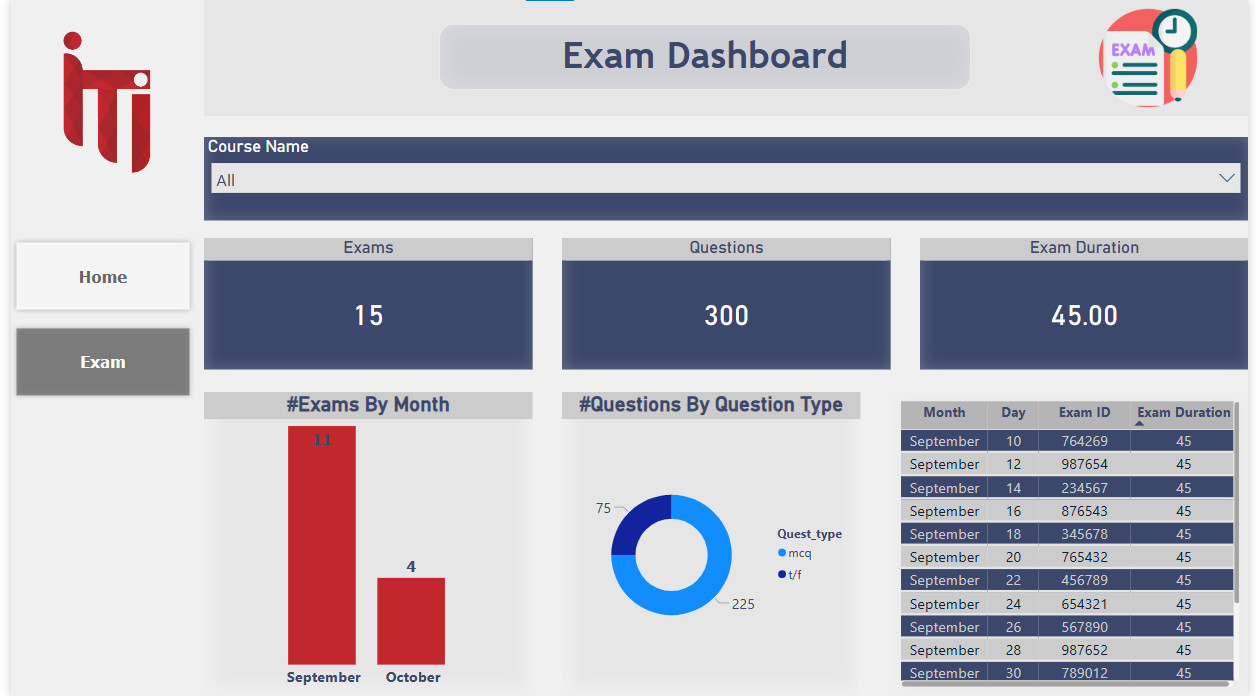 Exam Dashboard
EXAM
Course Name
All
Home
Exam
Exams
15
Questions
300
Exam Duration
45.00
#Exams By Month
11
4
September October
#Questions By Question Type
75
225
Quest_type
mcq
t/f
Month Day Exam ID Exam Duration
September 10 764269 45
September 12 987654 45
September 14 234567 45
September 16 876543 45
September 18 345678 45
September 20 765432 45
September 22 456789 45
September 24 654321 45
September 26 567890 45
September 28 987652 45
September 30 789012 45